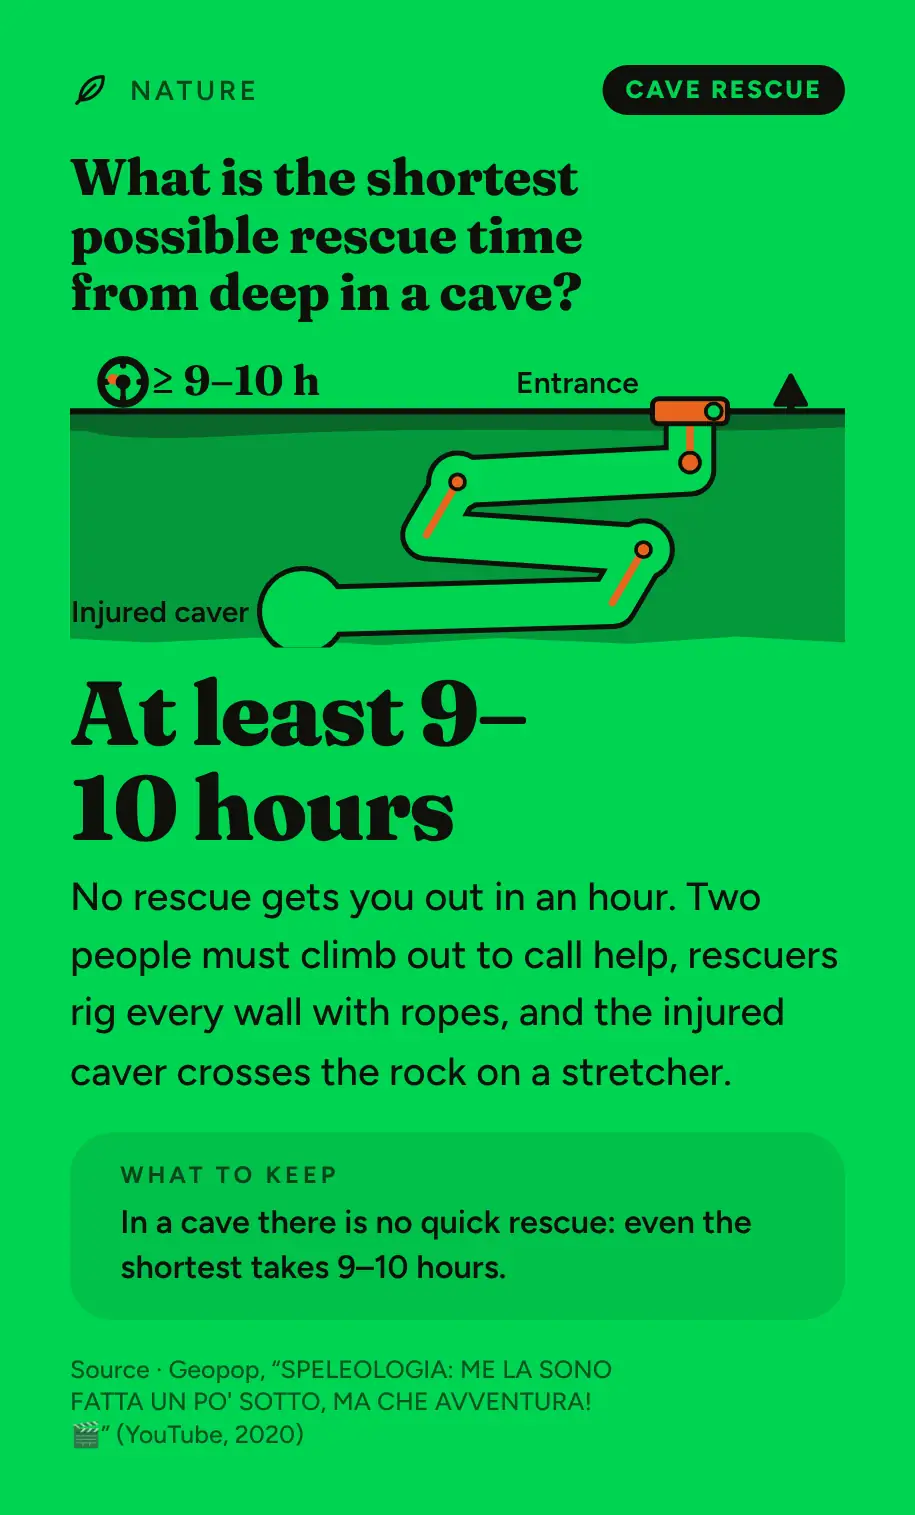 NATURE
CAVE RESCUE
What is the shortest
possible rescue time
from deep in a cave?
≥ 9–10 h
Entrance
Injured caver
At least 9–
10 hours
No rescue gets you out in an hour. Two
people must climb out to call help, rescuers
rig every wall with ropes, and the injured
caver crosses the rock on a stretcher.
WHAT TO KEEP
In a cave there is no quick rescue: even the
shortest takes 9–10 hours.
Source · Geopop, “SPELEOLOGIA: ME LA SONO
FATTA UN PO' SOTTO, MA CHE AVVENTURA!
🎬” (YouTube, 2020)